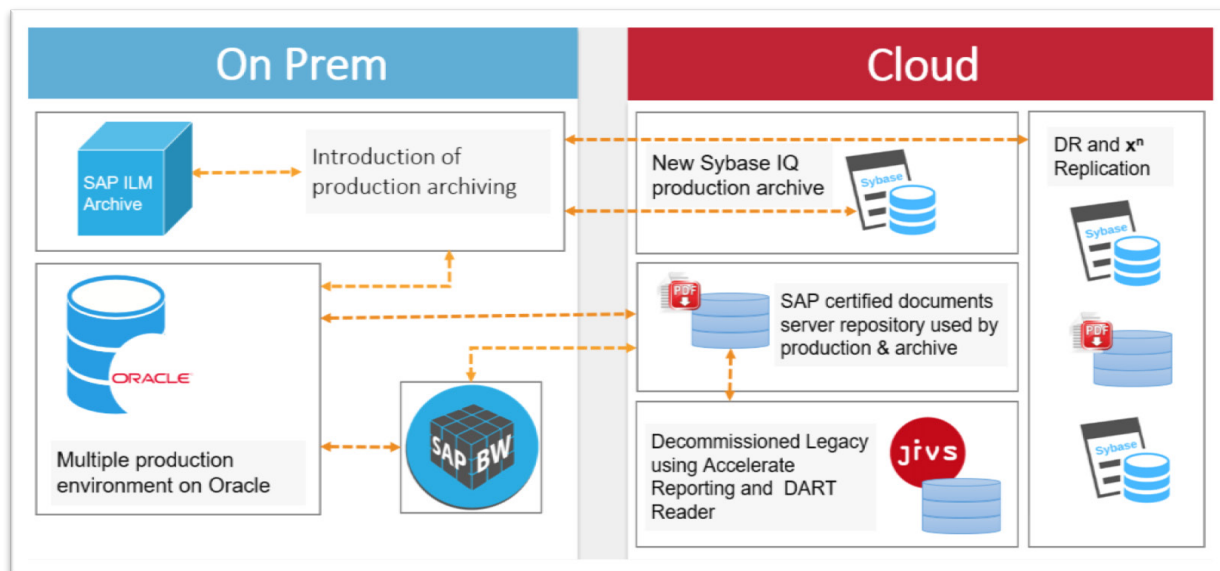 On Prem
Cloud
SAP ILM
Archive
Introduction of
production archiving
New Sybase IQ
production archive
Sybase
DR and xⁿ
Replication
Sybase
ORACLE
Multiple production
environment on Oracle
SAP BW
PDF
SAP certified documents
server repository used by
production & archive
PDF
Decommissioned Legacy
using Accelerate
Reporting and DART
Reader
jivs
Sybase